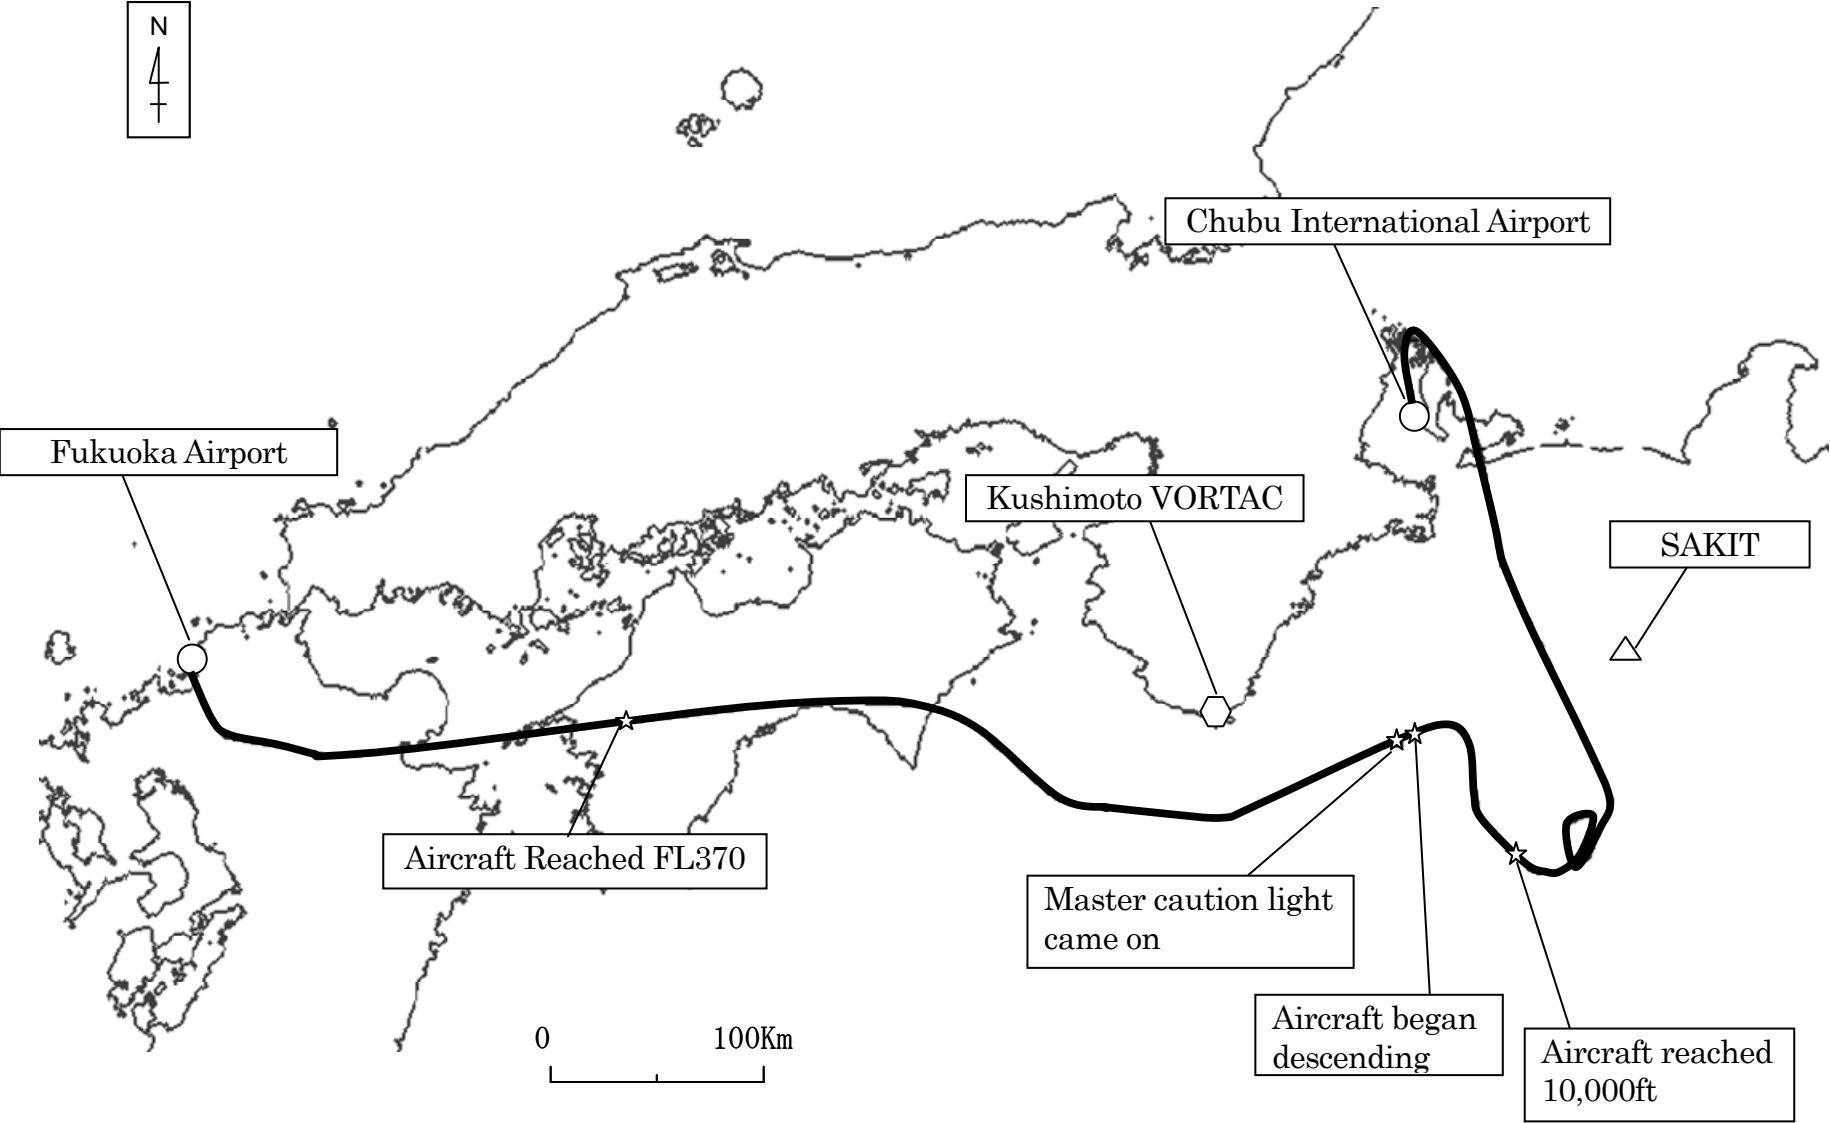 N
Chubu International Airport
Fukuoka Airport
Kushimoto VORTAC
SAKIT
Aircraft Reached FL370
Master caution light
came on
Aircraft began
descending
Aircraft reached
10,000ft
0 100Km